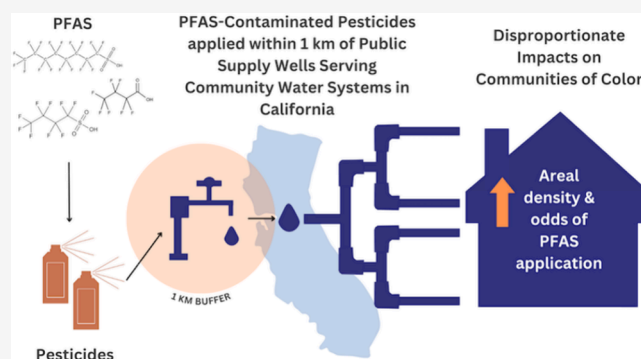 PFAS
PFAS-Contaminated Pesticides
applied within 1 km of Public
Supply Wells Serving
Community Water Systems in
California
Disproportionate
Impacts on
Communities of Color
Areal
density &
odds of
PFAS
application
1 KM BUFFER
Pesticides